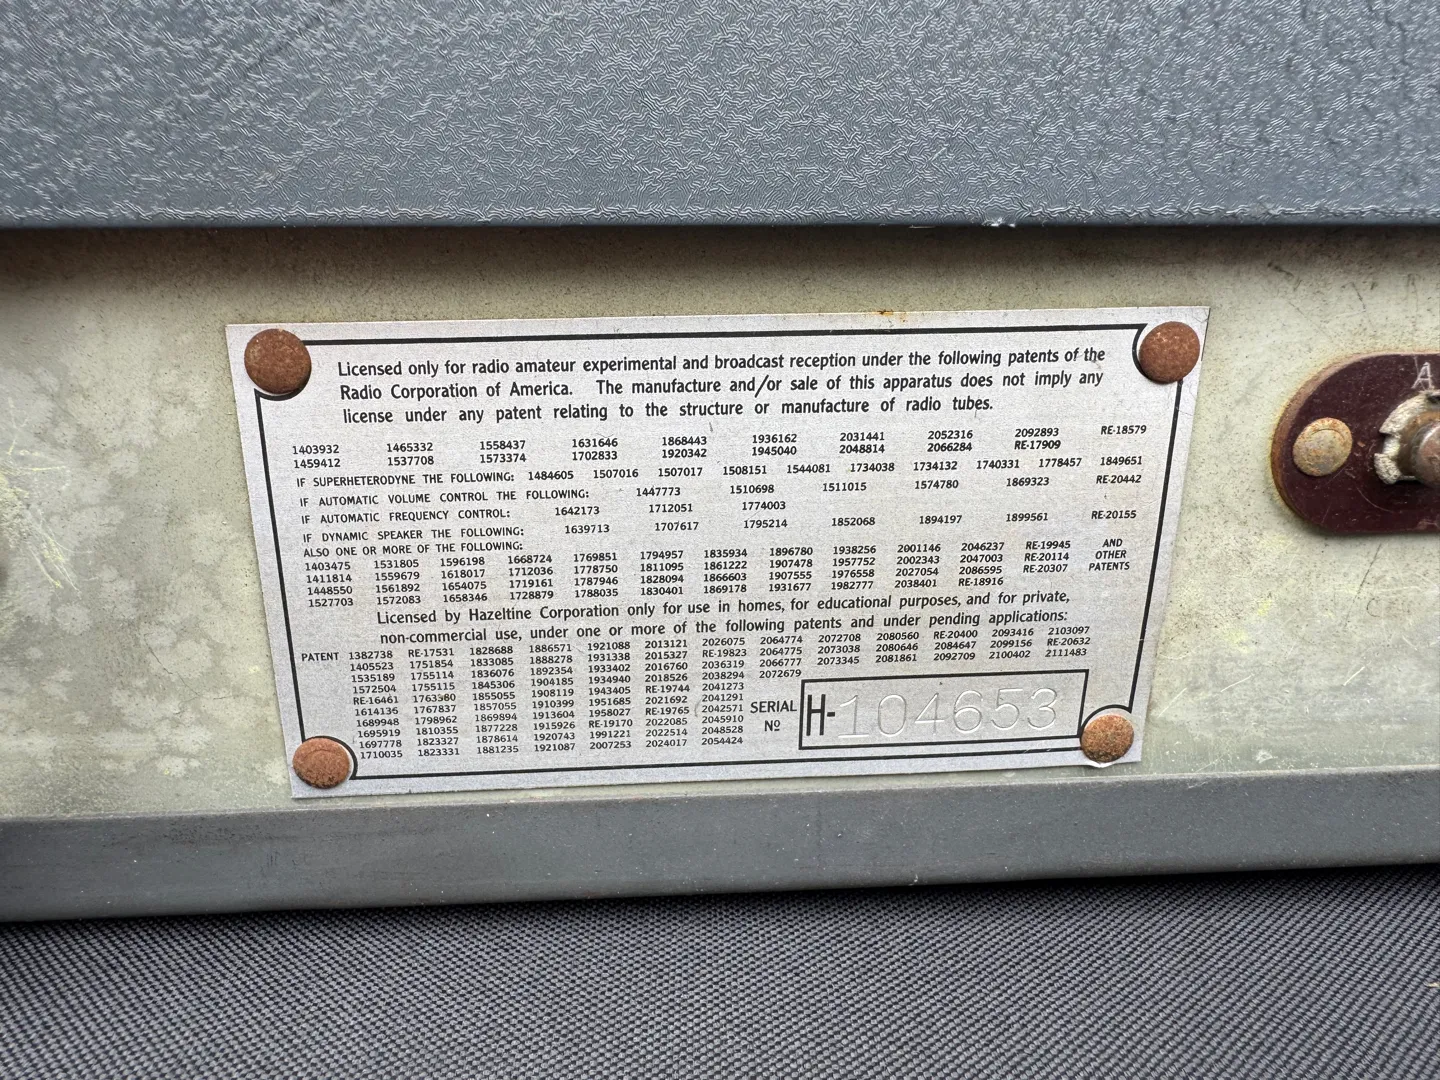 Licensed only for radio amateur experimental and broadcast reception under the following patents of the
Radio Corporation of America. The manufacture and/or sale of this apparatus does not imply any
license under any patent relating to the structure or manufacture of radio tubes.
1403932 1465332 1558437 1631646 1868443 1936162 2031441 2052316 2092893 RE-18579
1459412 1537708 1573374 1702833 1920342 1945040 2048814 2066284 RE-17909
IF SUPERHETERODYNE THE FOLLOWING: 1484605 1507016 1507017 1508151 1544081 1734038 1734132 1740331 1778457 1849651
IF AUTOMATIC VOLUME CONTROL THE FOLLOWING: 1447773 1510698 1511015 1574780 1869323 RE-20442
IF AUTOMATIC FREQUENCY CONTROL: 1642173 1712051 1774003
IF DYNAMIC SPEAKER THE FOLLOWING: 1639713 1707617 1795214 1852068 1894197 1899561 RE-20155
ALSO ONE OR MORE OF THE FOLLOWING:
1403475 1531805 1596198 1668724 1769851 1794957 1835934 1896780 1938256 2001146 2046237 RE-19945 AND
1411814 1559679 1618017 1712036 1778750 1811095 1861222 1907478 1957752 2002343 2047003 RE-20114 OTHER
1448550 1561892 1654075 1719161 1787946 1828094 1866603 1907555 1976558 2027054 2086595 RE-20307 PATENTS
1527703 1572083 1658346 1728879 1788035 1830401 1869178 1931677 1982777 2038401 RE-18916
Licensed by Hazeltine Corporation only for use in homes, for educational purposes, and for private,
non-commercial use, under one or more of the following patents and under pending applications:
PATENT 1382738 RE-17531 1828688 1886571 1921088 2013121 2026075 2064774 2072708 2080560 RE-20400 2093416 2103097
1405523 1751854 1833085 1888278 1931338 2015327 RE-19823 2064775 2073038 2080646 2084647 2099156 RE-20632
1535189 1755114 1836076 1892354 1933402 2016760 2036319 2066777 2073345 2081861 2092709 2100402 2111483
1572504 1755115 1845306 1904185 1934940 2018526 2038294 2072679
RE-16461 1763380 1855055 1908119 1943405 RE-19744 2041273
1614136 1767837 1857055 1910399 1951685 2021692 2041291
1689948 1798962 1869894 1913604 1958027 RE-19765 2042571
1695919 1810355 1877228 1915926 RE-19170 2022085 2045910
1697778 1823327 1878614 1920743 1991221 2022514 2048528
1710035 1823331 1881235 1921087 2007253 2024017 2054424
SERIAL
Nº H-104653
A